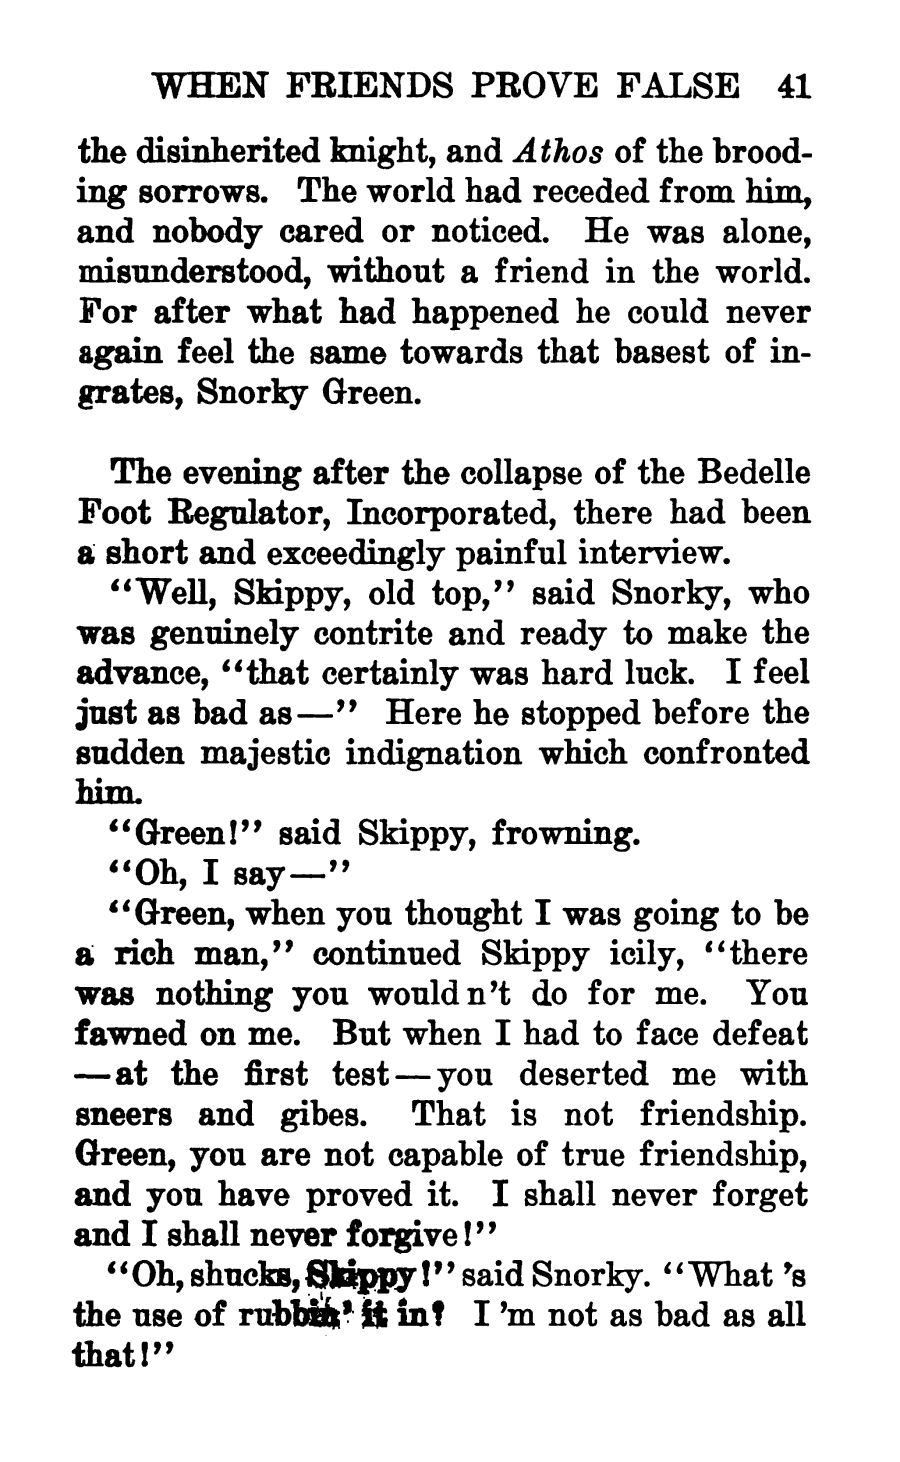 WHEN FRIENDS PROVE FALSE 41
the disinherited knight, and Athos of the brood-
ing sorrows. The world had receded from him,
and nobody cared or noticed. He was alone,
misunderstood, without a friend in the world.
For after what had happened he could never
again feel the same towards that basest of in-
grates, Snorky Green.
The evening after the collapse of the Bedelle
Foot Regulator, Incorporated, there had been
a short and exceedingly painful interview.
“Well, Skippy, old top,” said Snorky, who
was genuinely contrite and ready to make the
advance, “that certainly was hard luck. I feel
just as bad as—” Here he stopped before the
sudden majestic indignation which confronted
him.
“Green!” said Skippy, frowning.
“Oh, I say—”
“Green, when you thought I was going to be
a rich man,” continued Skippy icily, “there
was nothing you wouldn’t do for me. You
fawned on me. But when I had to face defeat
—at the first test—you deserted me with
sneers and gibes. That is not friendship.
Green, you are not capable of true friendship,
and you have proved it. I shall never forget
and I shall never forgive!”
“Oh, shucks, Skippy!” said Snorky. “What ’s
the use of rubbin’ it in? I ’m not as bad as all
that!”